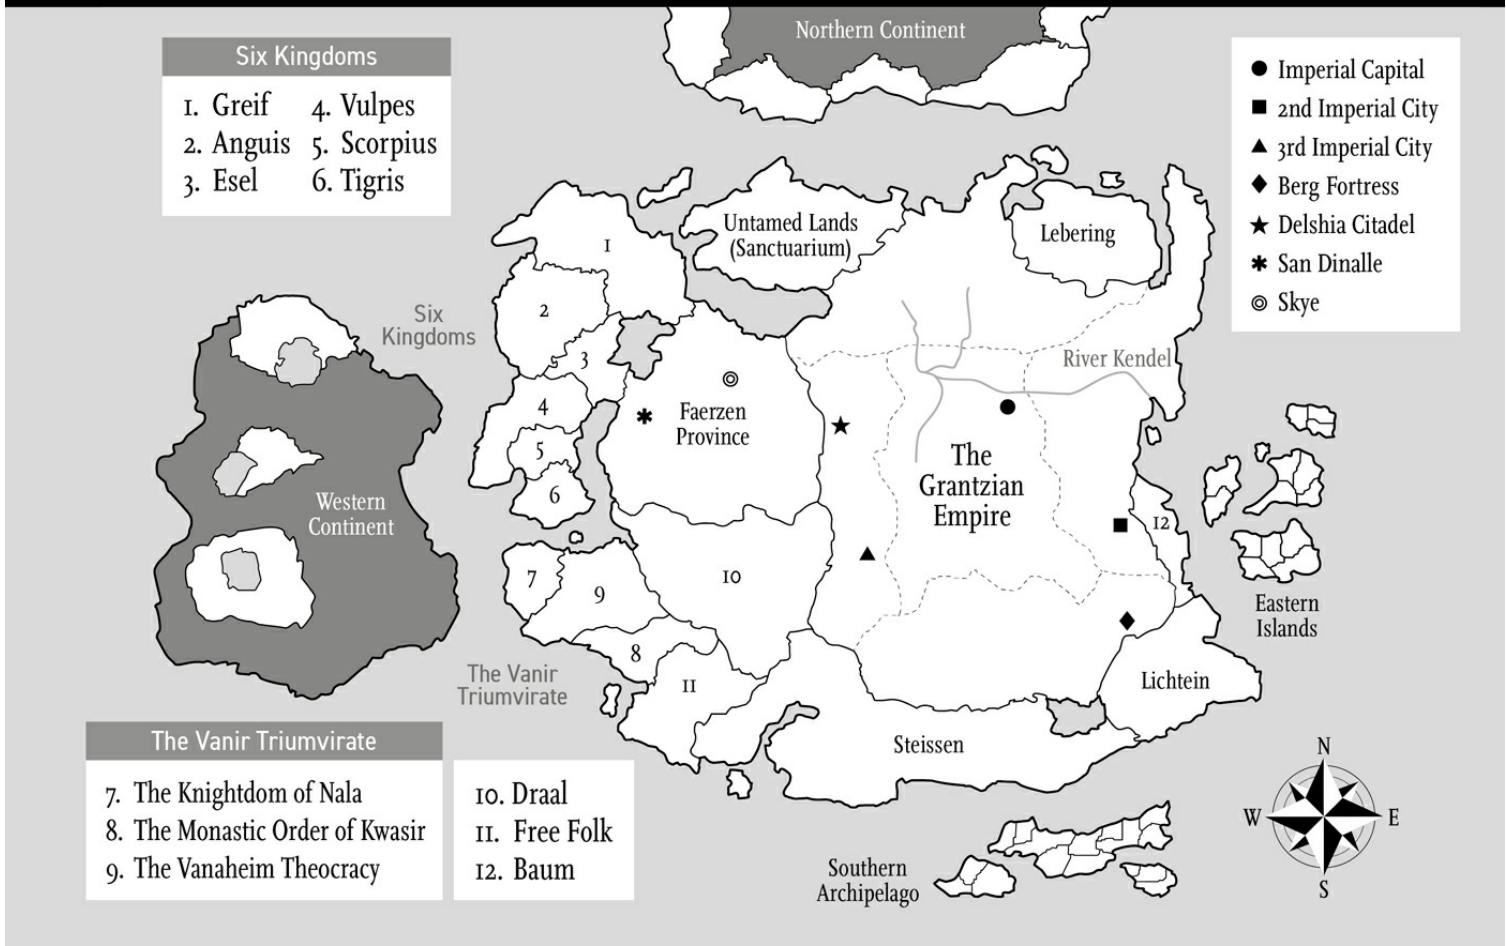 Northern Continent
Six Kingdoms
1. Greif
4. Vulpes
2. Anguis
5. Scorpius
3. Esel
6. Tigris
Imperial Capital
2nd Imperial City
3rd Imperial City
Berg Fortress
Delshia Citadel
San Dinalle
Skye
Untamed Lands
(Sanctuarium)
Lebering
1
2
Six
Kingdoms
3
River Kendel
4
Faerzen
Province
5
6
The
Grantzian
Empire
Western
Continent
12
7
9
10
Eastern
Islands
8
The Vanir
Triumvirate
11
Lichtein
Steissen
The Vanir Triumvirate
7. The Knightdom of Nala
8. The Monastic Order of Kwasir
9. The Vanaheim Theocracy
10. Draal
11. Free Folk
12. Baum
Southern
Archipelago
N
W
E
S